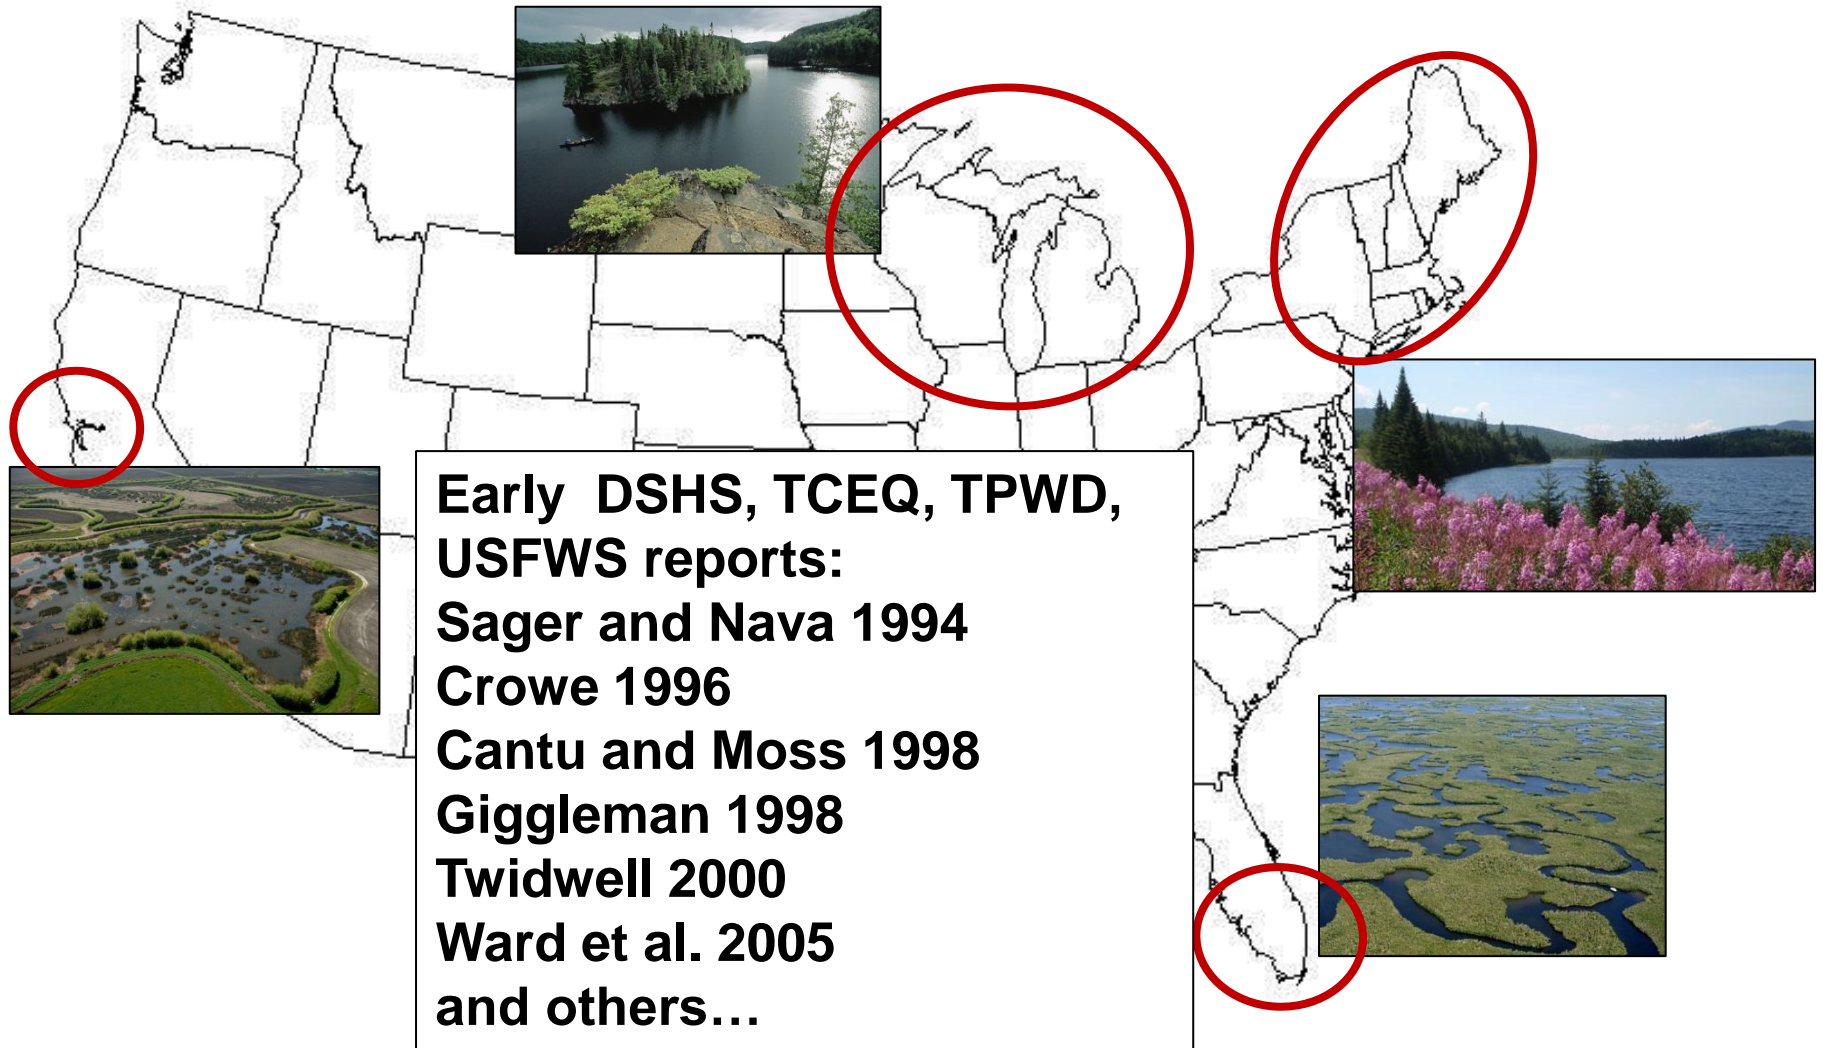 Early  DSHS, TCEQ, TPWD,
USFWS reports:
Sager and Nava 1994
Crowe 1996
Cantu and Moss 1998
Giggleman 1998
Twidwell 2000
Ward et al. 2005
and others…